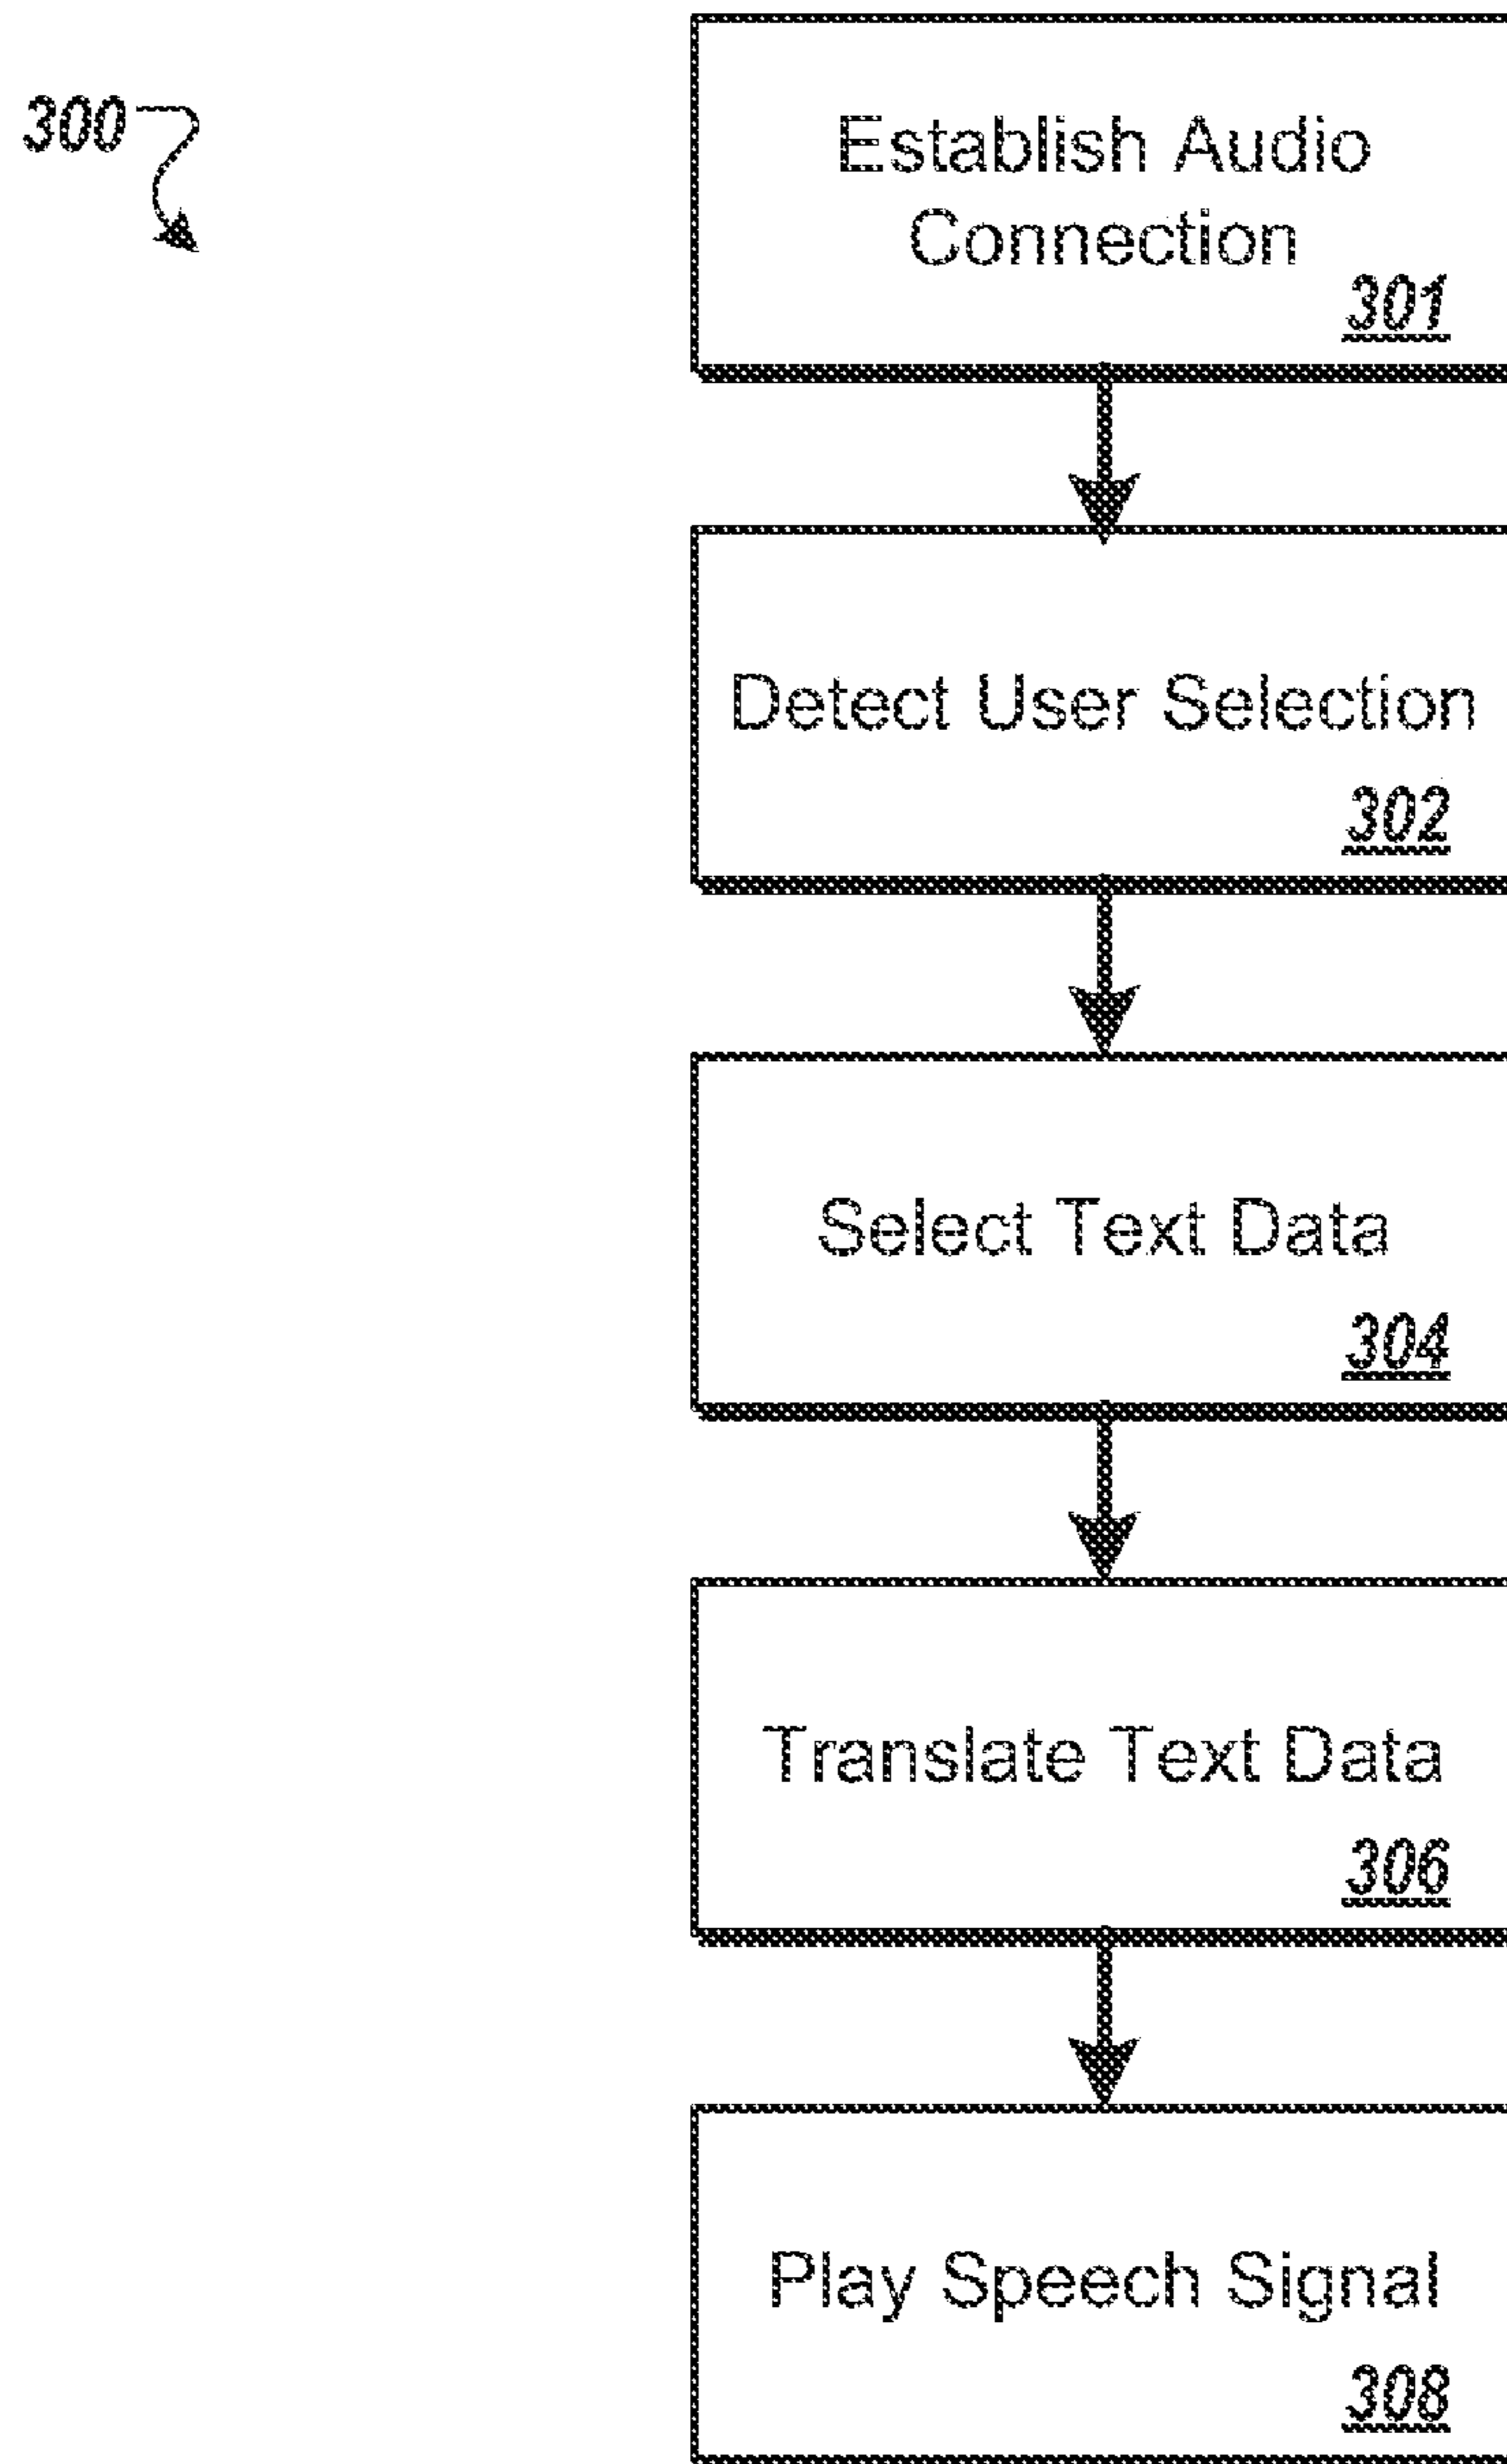 300
Establish Audio
Connection
301
Detect User Selection
302
Select Text Data
304
Translate Text Data
306
Play Speech Signal
308